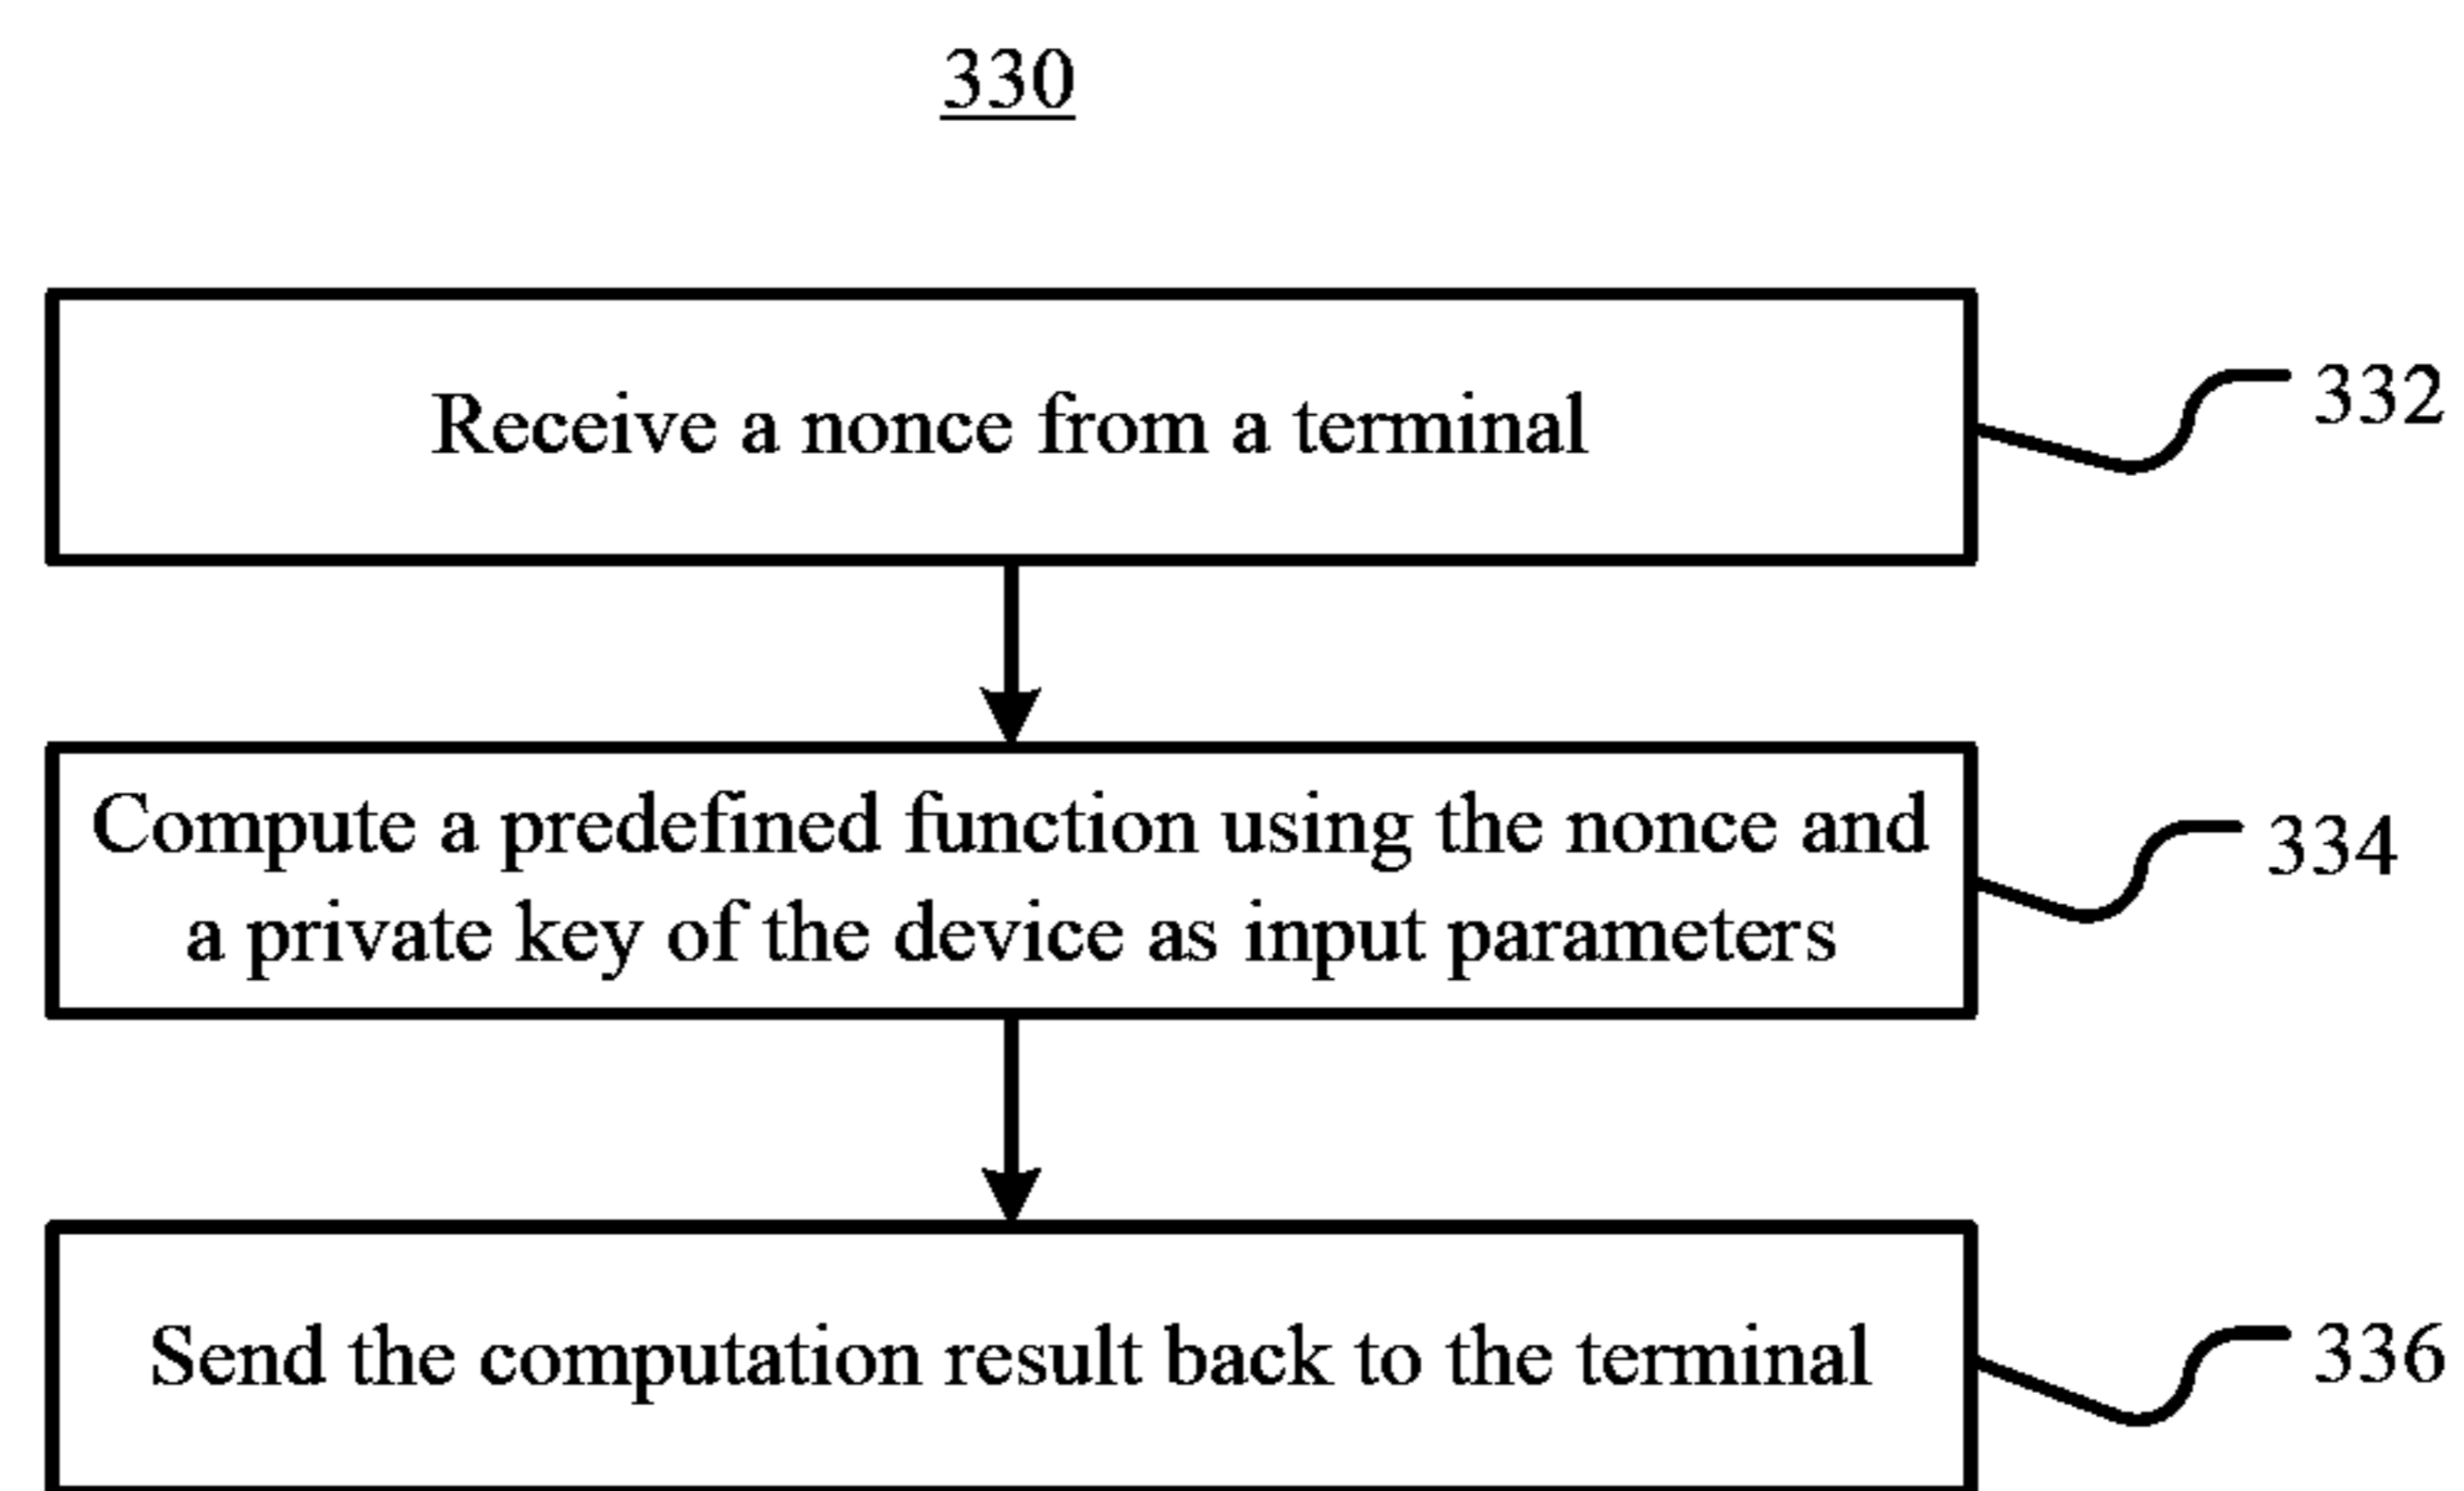 330
Receive a nonce from a terminal
332
Compute a predefined function using the nonce and
a private key of the device as input parameters
334
Send the computation result back to the terminal
336